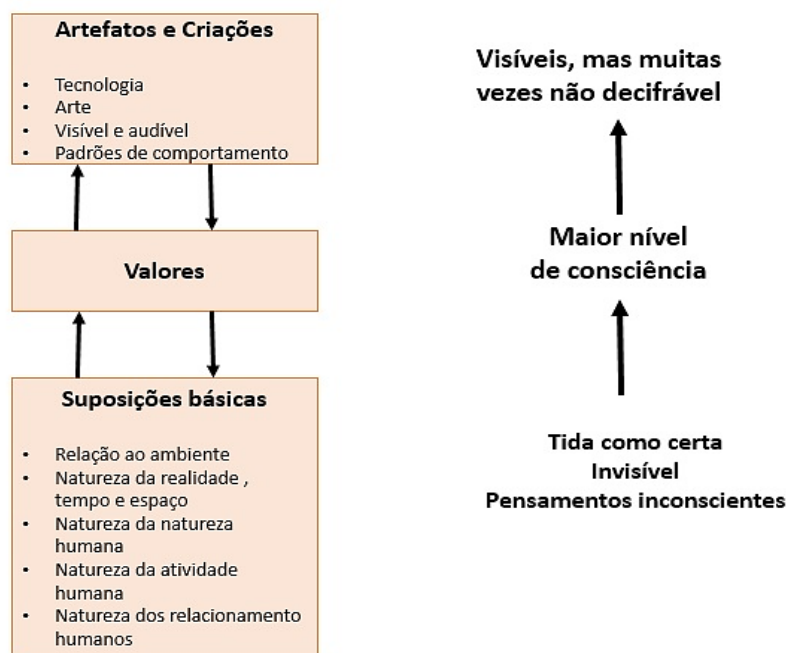 Artefatos e Criações
• Tecnologia
• Arte
• Visível e audível
• Padrões de comportamento
Valores
Suposições básicas
• Relação ao ambiente
• Natureza da realidade ,
tempo e espaço
• Natureza da natureza
humana
• Natureza da atividade
humana
• Natureza dos relacionamento
humanos
Visíveis, mas muitas
vezes não decifrável
Maior nível
de consciência
Tida como certa
Invisível
Pensamentos inconscientes